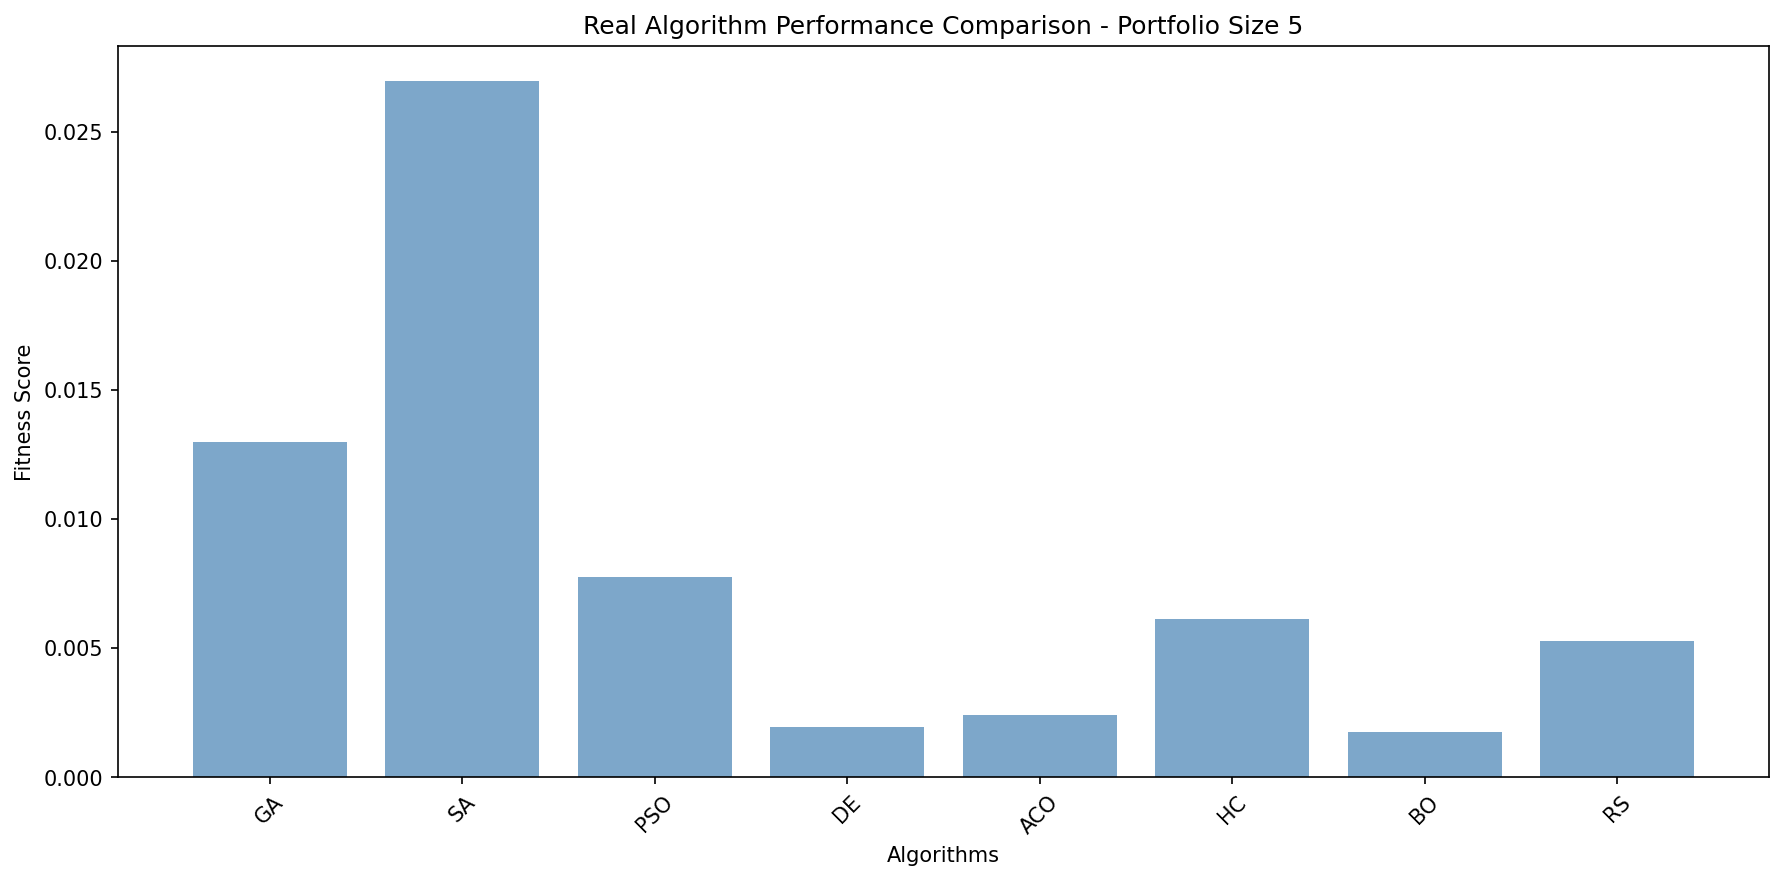 Real Algorithm Performance Comparison - Portfolio Size 5
Fitness Score
0.025
0.020
0.015
0.010
0.005
0.000
GA
SA
PSO
DE
ACO
HC
BO
RS
Algorithms